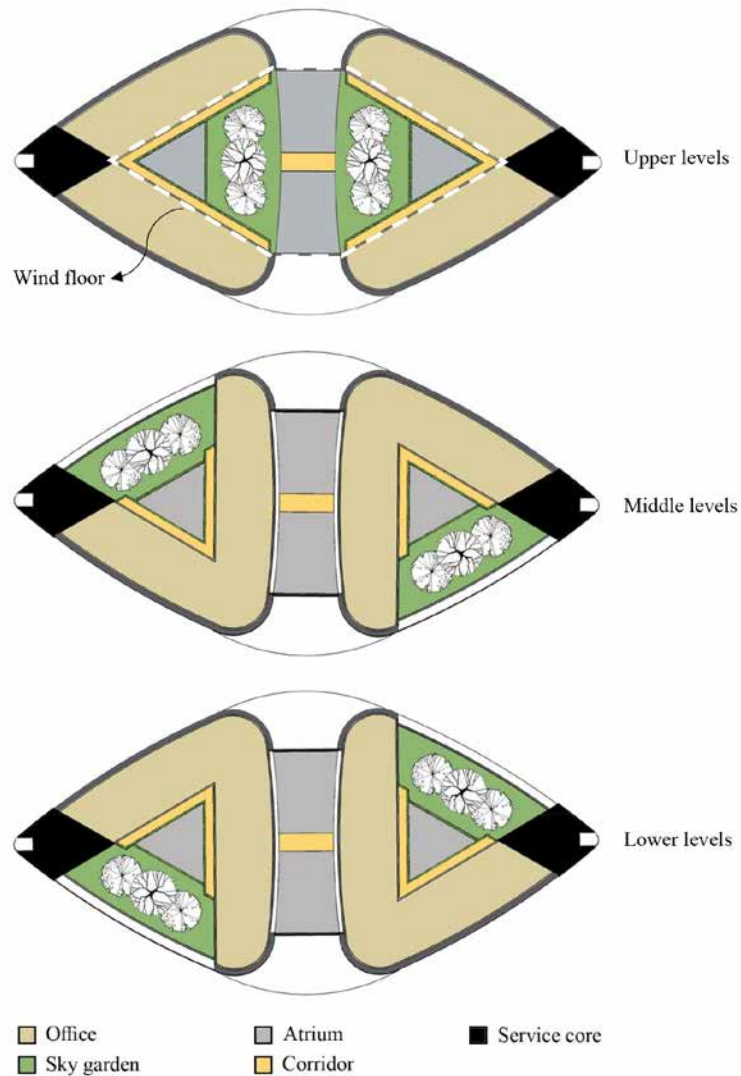 Upper levels
Wind floor
Middle levels
Lower levels
Office
Atrium
Service core
Sky garden
Corridor